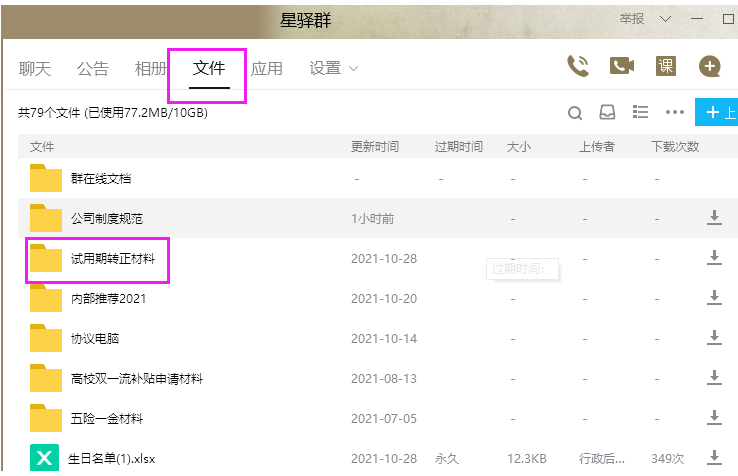 星驿群
举报
聊天 公告 相册 文件 应用 设置
课
共79个文件 (已使用77.2MB/10GB)
上
文件 更新时间 过期时间 大小 上传者 下载次数
群在线文档 - - - - -
公司制度规范 1小时前 - - -
试用期转正材料 2021-10-28 - - -
过期时间:
内部推荐2021 2021-10-20 - - -
协议电脑 2021-10-14 - - -
高校双一流补贴申请材料 2021-08-13 - - -
五险一金材料 2021-07-05 - - -
X 生日名单(1).xlsx 2021-10-28 永久 12.3KB 行政后... 349次